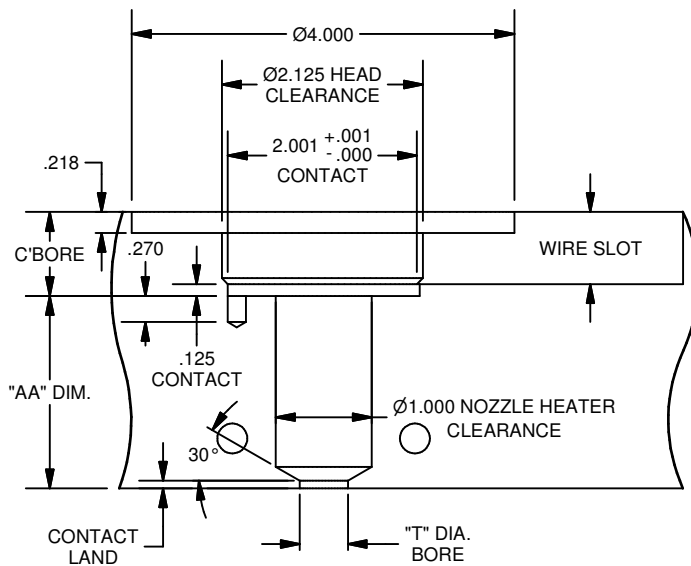 Ø4.000
Ø2.125 HEAD
CLEARANCE
2.001 +.001
- .000
CONTACT
.218
C'BORE
.270
WIRE SLOT
.125
CONTACT
"AA" DIM.
Ø1.000 NOZZLE HEATER
CLEARANCE
30°
CONTACT
LAND
"T" DIA.
BORE